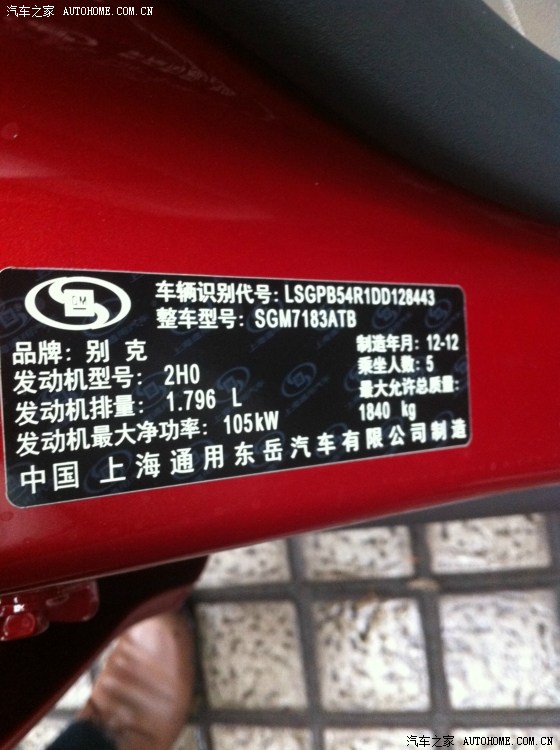 汽车之家 AUTOHOME.COM.CN
GM
车辆识别代号: LSGPB54R1DD128443
整车型号: SGM7183ATB
品牌: 别克
制造年月: 12-12
发动机型号: 2H0
乘坐人数: 5
发动机排量: 1.796 L
最大允许总质量:
1840 kg
发动机最大净功率: 105kW
中国 上海通用东岳汽车有限公司制造
汽车之家 AUTOHOME.COM.CN